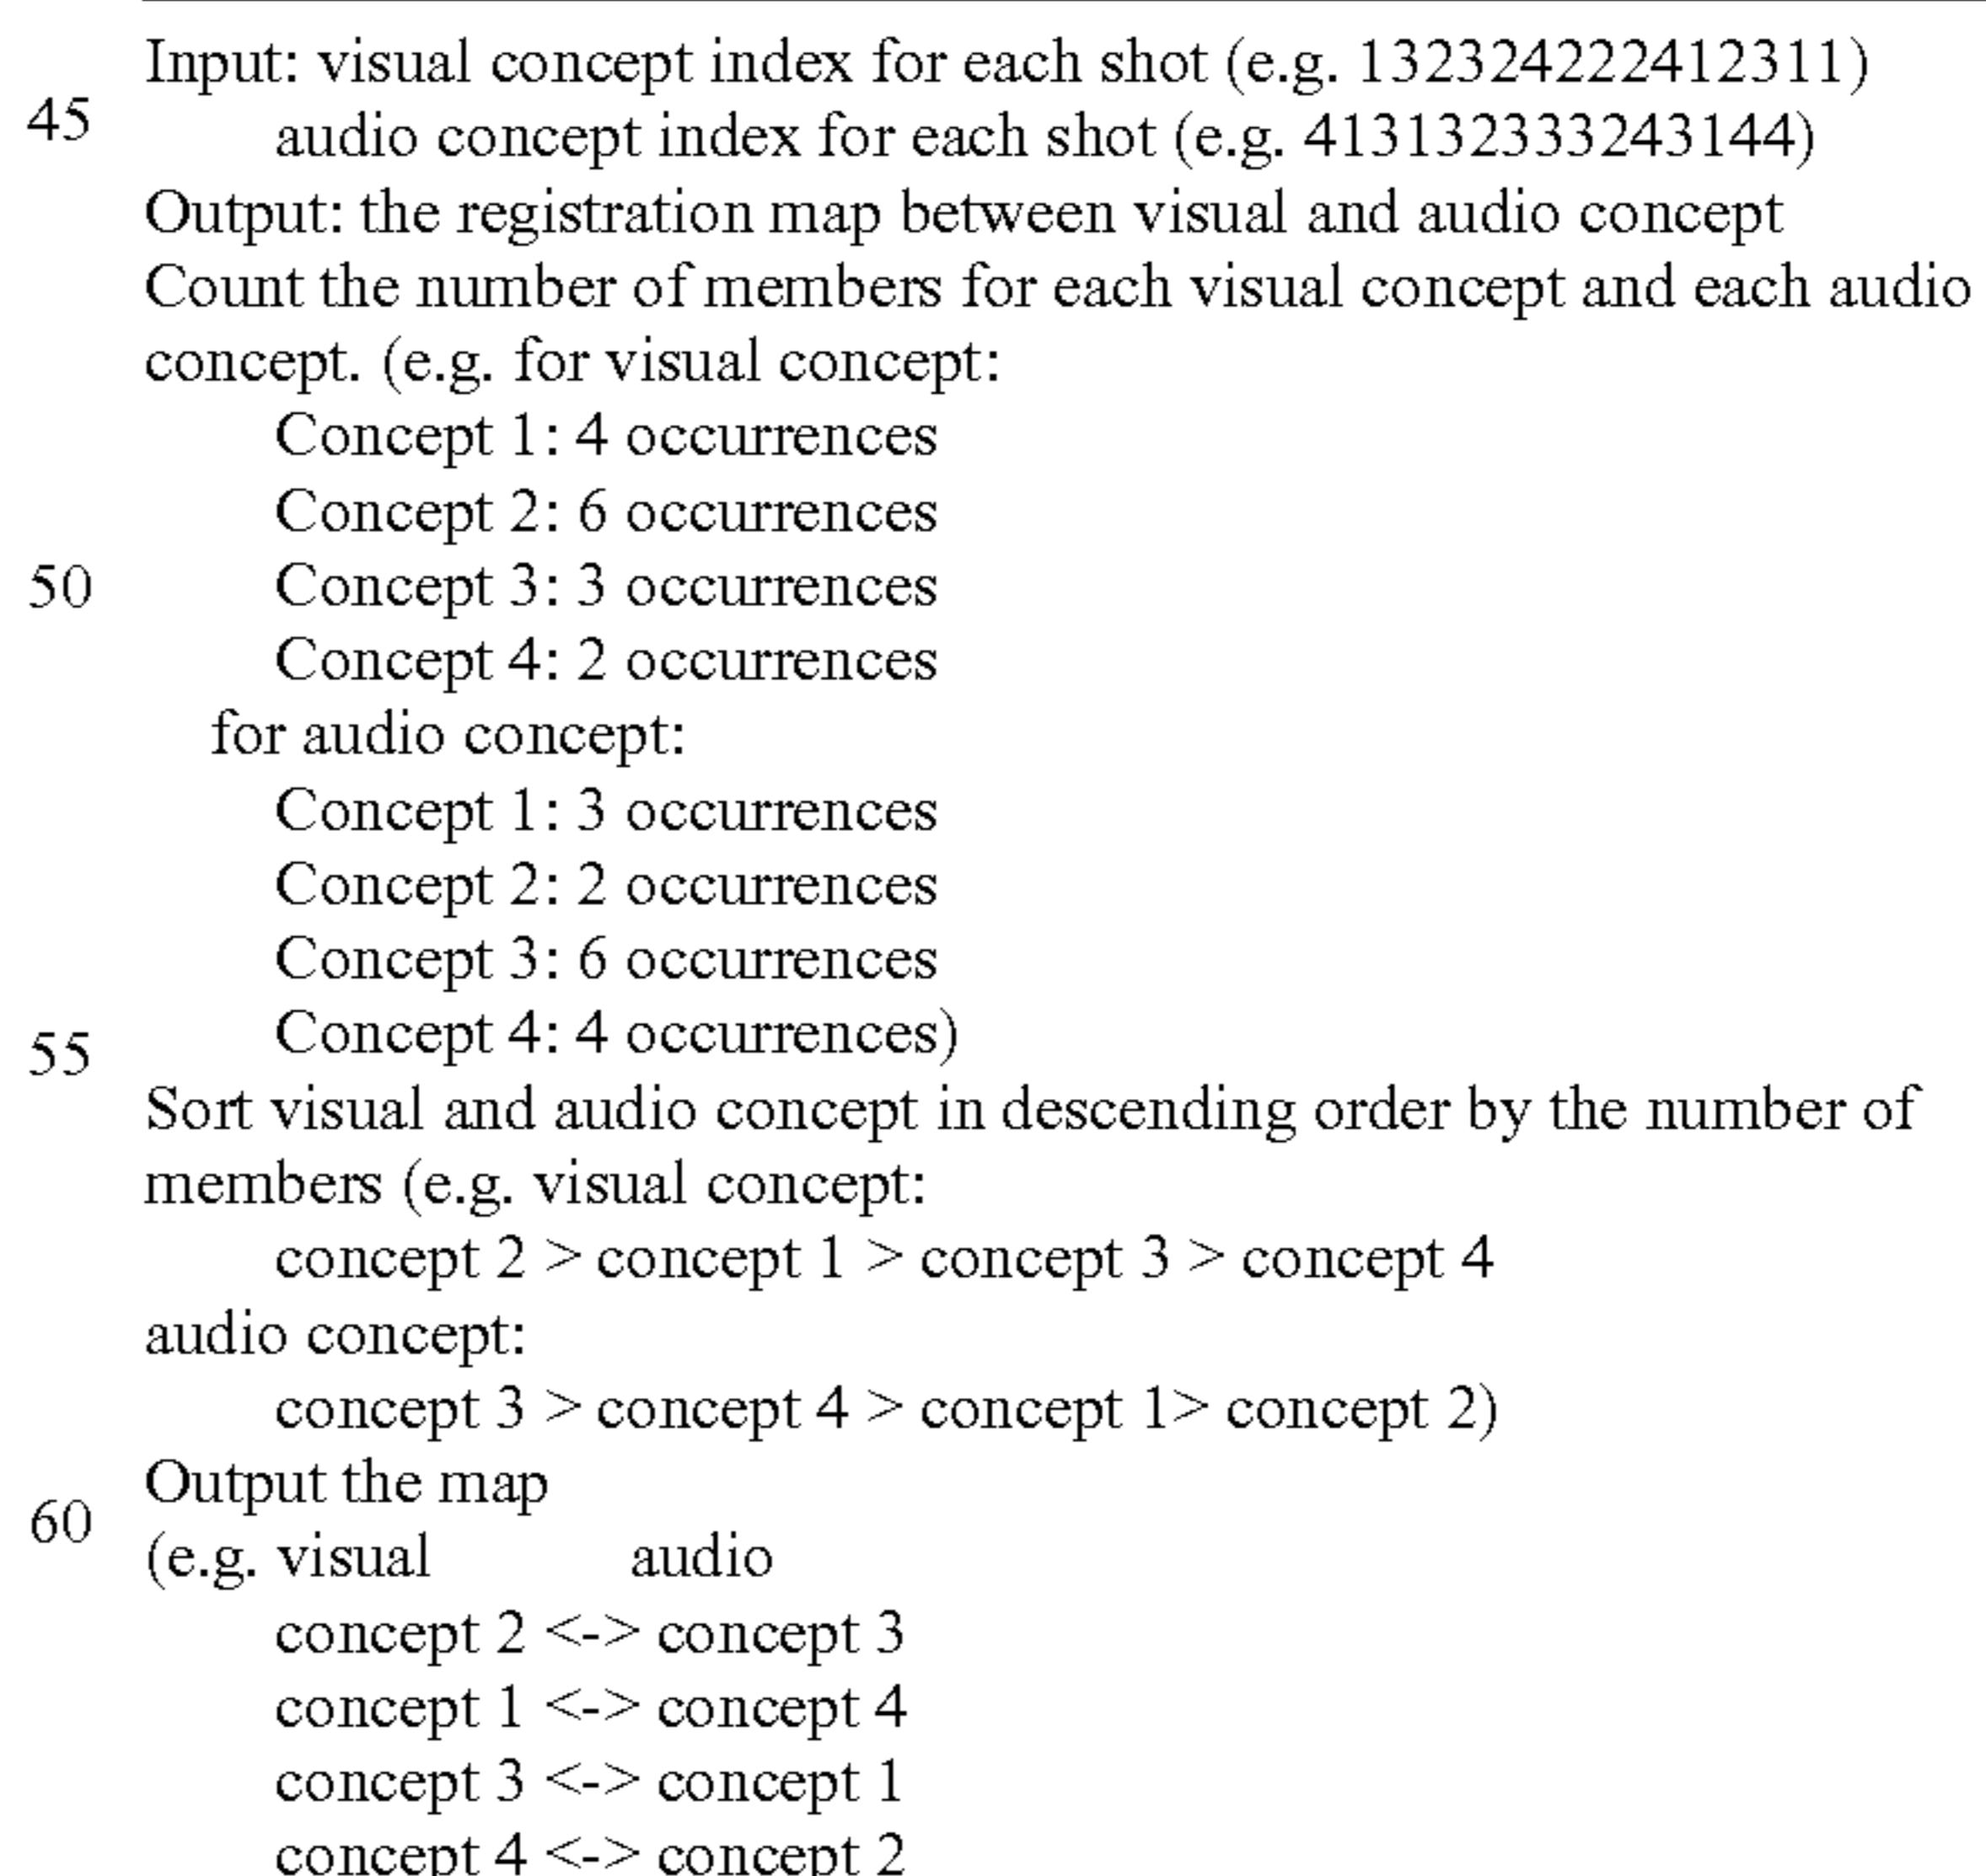 Input: visual concept index for each shot (e.g. 132324222412311)
45
audio concept index for each shot (e.g. 413132333243144)
Output: the registration map between visual and audio concept
Count the number of members for each visual concept and each audio
concept. (e.g. for visual concept:
Concept 1: 4 occurrences
Concept 2: 6 occurrences
50
Concept 3: 3 occurrences
Concept 4: 2 occurrences
for audio concept:
Concept 1: 3 occurrences
Concept 2: 2 occurrences
Concept 3: 6 occurrences
Concept 4: 4 occurrences)
55
Sort visual and audio concept in descending order by the number of
members (e.g. visual concept:
concept 2 > concept 1 > concept 3 > concept 4
audio concept:
concept 3 > concept 4 > concept 1> concept 2)
Output the map
60
(e.g. visual audio
concept 2 <-> concept 3
concept 1 <-> concept 4
concept 3 <-> concept 1
concept 4 <-> concept 2